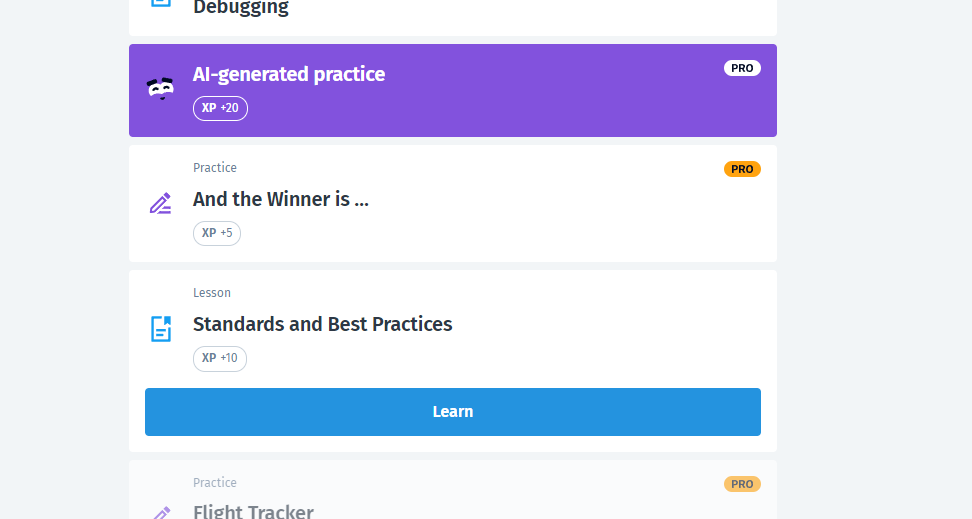 Debugging
AI-generated practice
PRO
XP +20
Practice
PRO
And the Winner is ...
XP +5
Lesson
Standards and Best Practices
XP +10
Learn
Practice
PRO
Flight Tracker